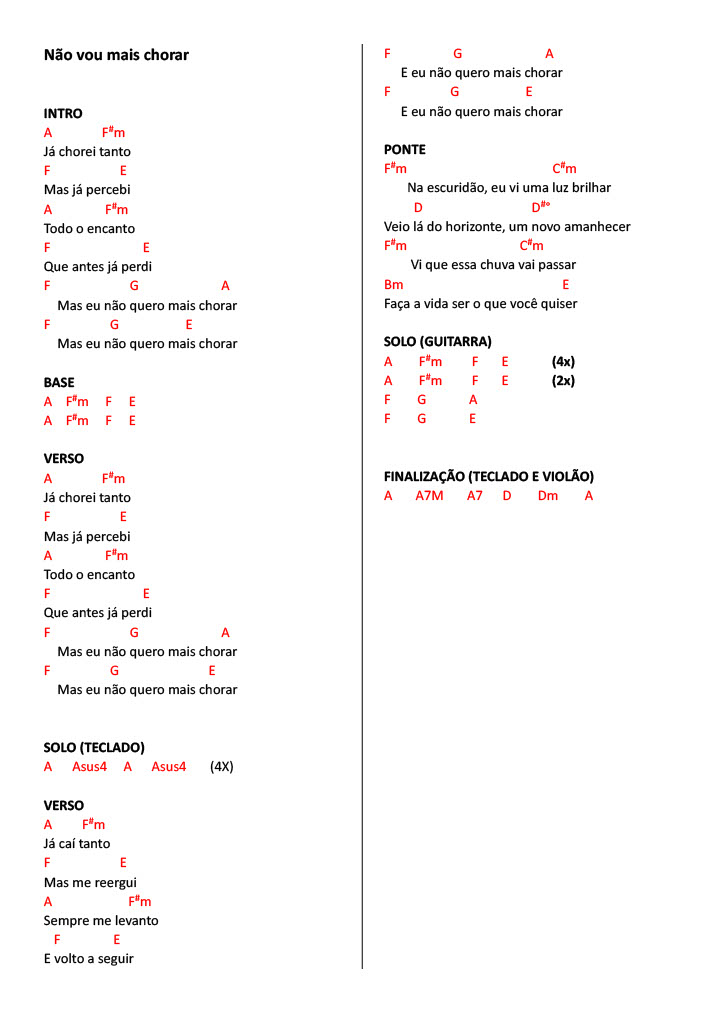 Não vou mais chorar
INTRO
A F#m
Já chorei tanto
F E
Mas já percebi
A F#m
Todo o encanto
F E
Que antes já perdi
F G A
Mas eu não quero mais chorar
F G E
Mas eu não quero mais chorar
BASE
A F#m F E
A F#m F E
VERSO
A F#m
Já chorei tanto
F E
Mas já percebi
A F#m
Todo o encanto
F E
Que antes já perdi
F G A
Mas eu não quero mais chorar
F G E
Mas eu não quero mais chorar
SOLO (TECLADO)
A Asus4 A Asus4 (4X)
VERSO
A F#m
Já caí tanto
F E
Mas me reergui
A F#m
Sempre me levanto
F E
E volto a seguir
F G A
E eu não quero mais chorar
F G E
E eu não quero mais chorar
PONTE
F#m C#m
Na escuridão, eu vi uma luz brilhar
D D#°
Veio lá do horizonte, um novo amanhecer
F#m C#m
Vi que essa chuva vai passar
Bm E
Faça a vida ser o que você quiser
SOLO (GUITARRA)
A F#m F E (4x)
A F#m F E (2x)
F G A
F G E
FINALIZAÇÃO (TECLADO E VIOLÃO)
A A7M A7 D Dm A